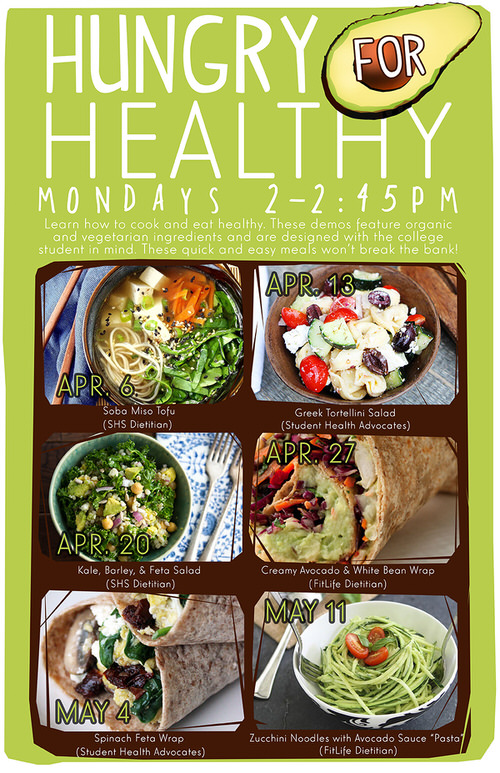 HUNGRY FOR
HEALTHY
MONDAYS 2-2:45PM
Learn how to cook and eat healthy. These demos feature organic
and vegetarian ingredients and are designed with the college
student in mind. These quick and easy meals won't break the bank!
APR. 6
Soba Miso Tofu
(SHS Dietitian)
APR. 13
Greek Tortellini Salad
(Student Health Advocates)
APR. 20
Kale, Barley, & Feta Salad
(SHS Dietitian)
APR. 27
Creamy Avocado & White Bean Wrap
(FitLife Dietitian)
MAY 4
Spinach Feta Wrap
(Student Health Advocates)
MAY 11
Zucchini Noodles with Avocado Sauce "Pasta"
(FitLife Dietitian)